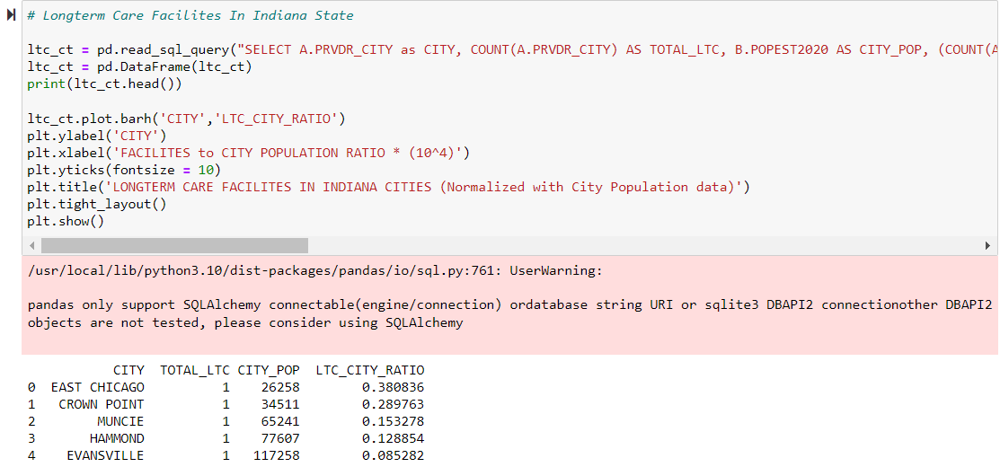 # Longterm Care Facilites In Indiana State
ltc_ct = pd.read_sql_query("SELECT A.PRVDR_CITY as CITY, COUNT(A.PRVDR_CITY) AS TOTAL_LTC, B.POPEST2020 AS CITY_POP, (COUNT(A
ltc_ct = pd.DataFrame(ltc_ct)
print(ltc_ct.head())
ltc_ct.plot.barh('CITY','LTC_CITY_RATIO')
plt.ylabel('CITY')
plt.xlabel('FACILITES to CITY POPULATION RATIO * (10^4)')
plt.yticks(fontsize = 10)
plt.title('LONGTERM CARE FACILITES IN INDIANA CITIES (Normalized with City Population data)')
plt.tight_layout()
plt.show()
/usr/local/lib/python3.10/dist-packages/pandas/io/sql.py:761: UserWarning:
pandas only support SQLAlchemy connectable(engine/connection) ordatabase string URI or sqlite3 DBAPI2 connectionother DBAPI2
objects are not tested, please consider using SQLAlchemy
CITY TOTAL_LTC CITY_POP LTC_CITY_RATIO
0 EAST CHICAGO 1 26258 0.380836
1 CROWN POINT 1 34511 0.289763
2 MUNCIE 1 65241 0.153278
3 HAMMOND 1 77607 0.128854
4 EVANSVILLE 1 117258 0.085282